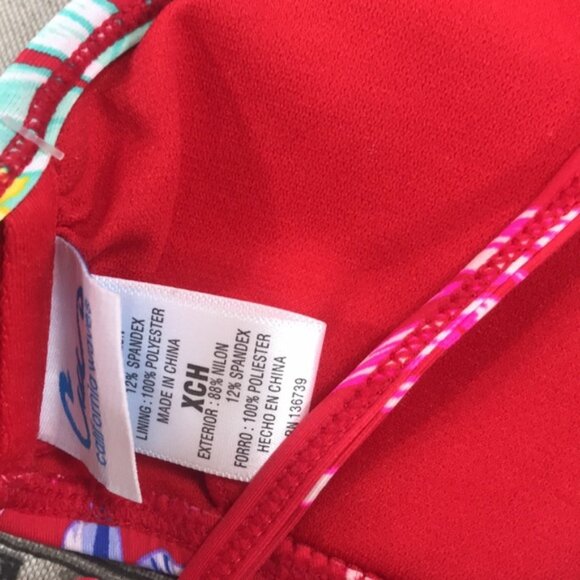 california waves
12% SPANDEX
LINING : 100% POLYESTER
MADE IN CHINA
XCH
EXTERIOR : 88% NILON
12% SPANDEX
FORRO : 100% POLIESTER
HECHO EN CHINA
RN 136739